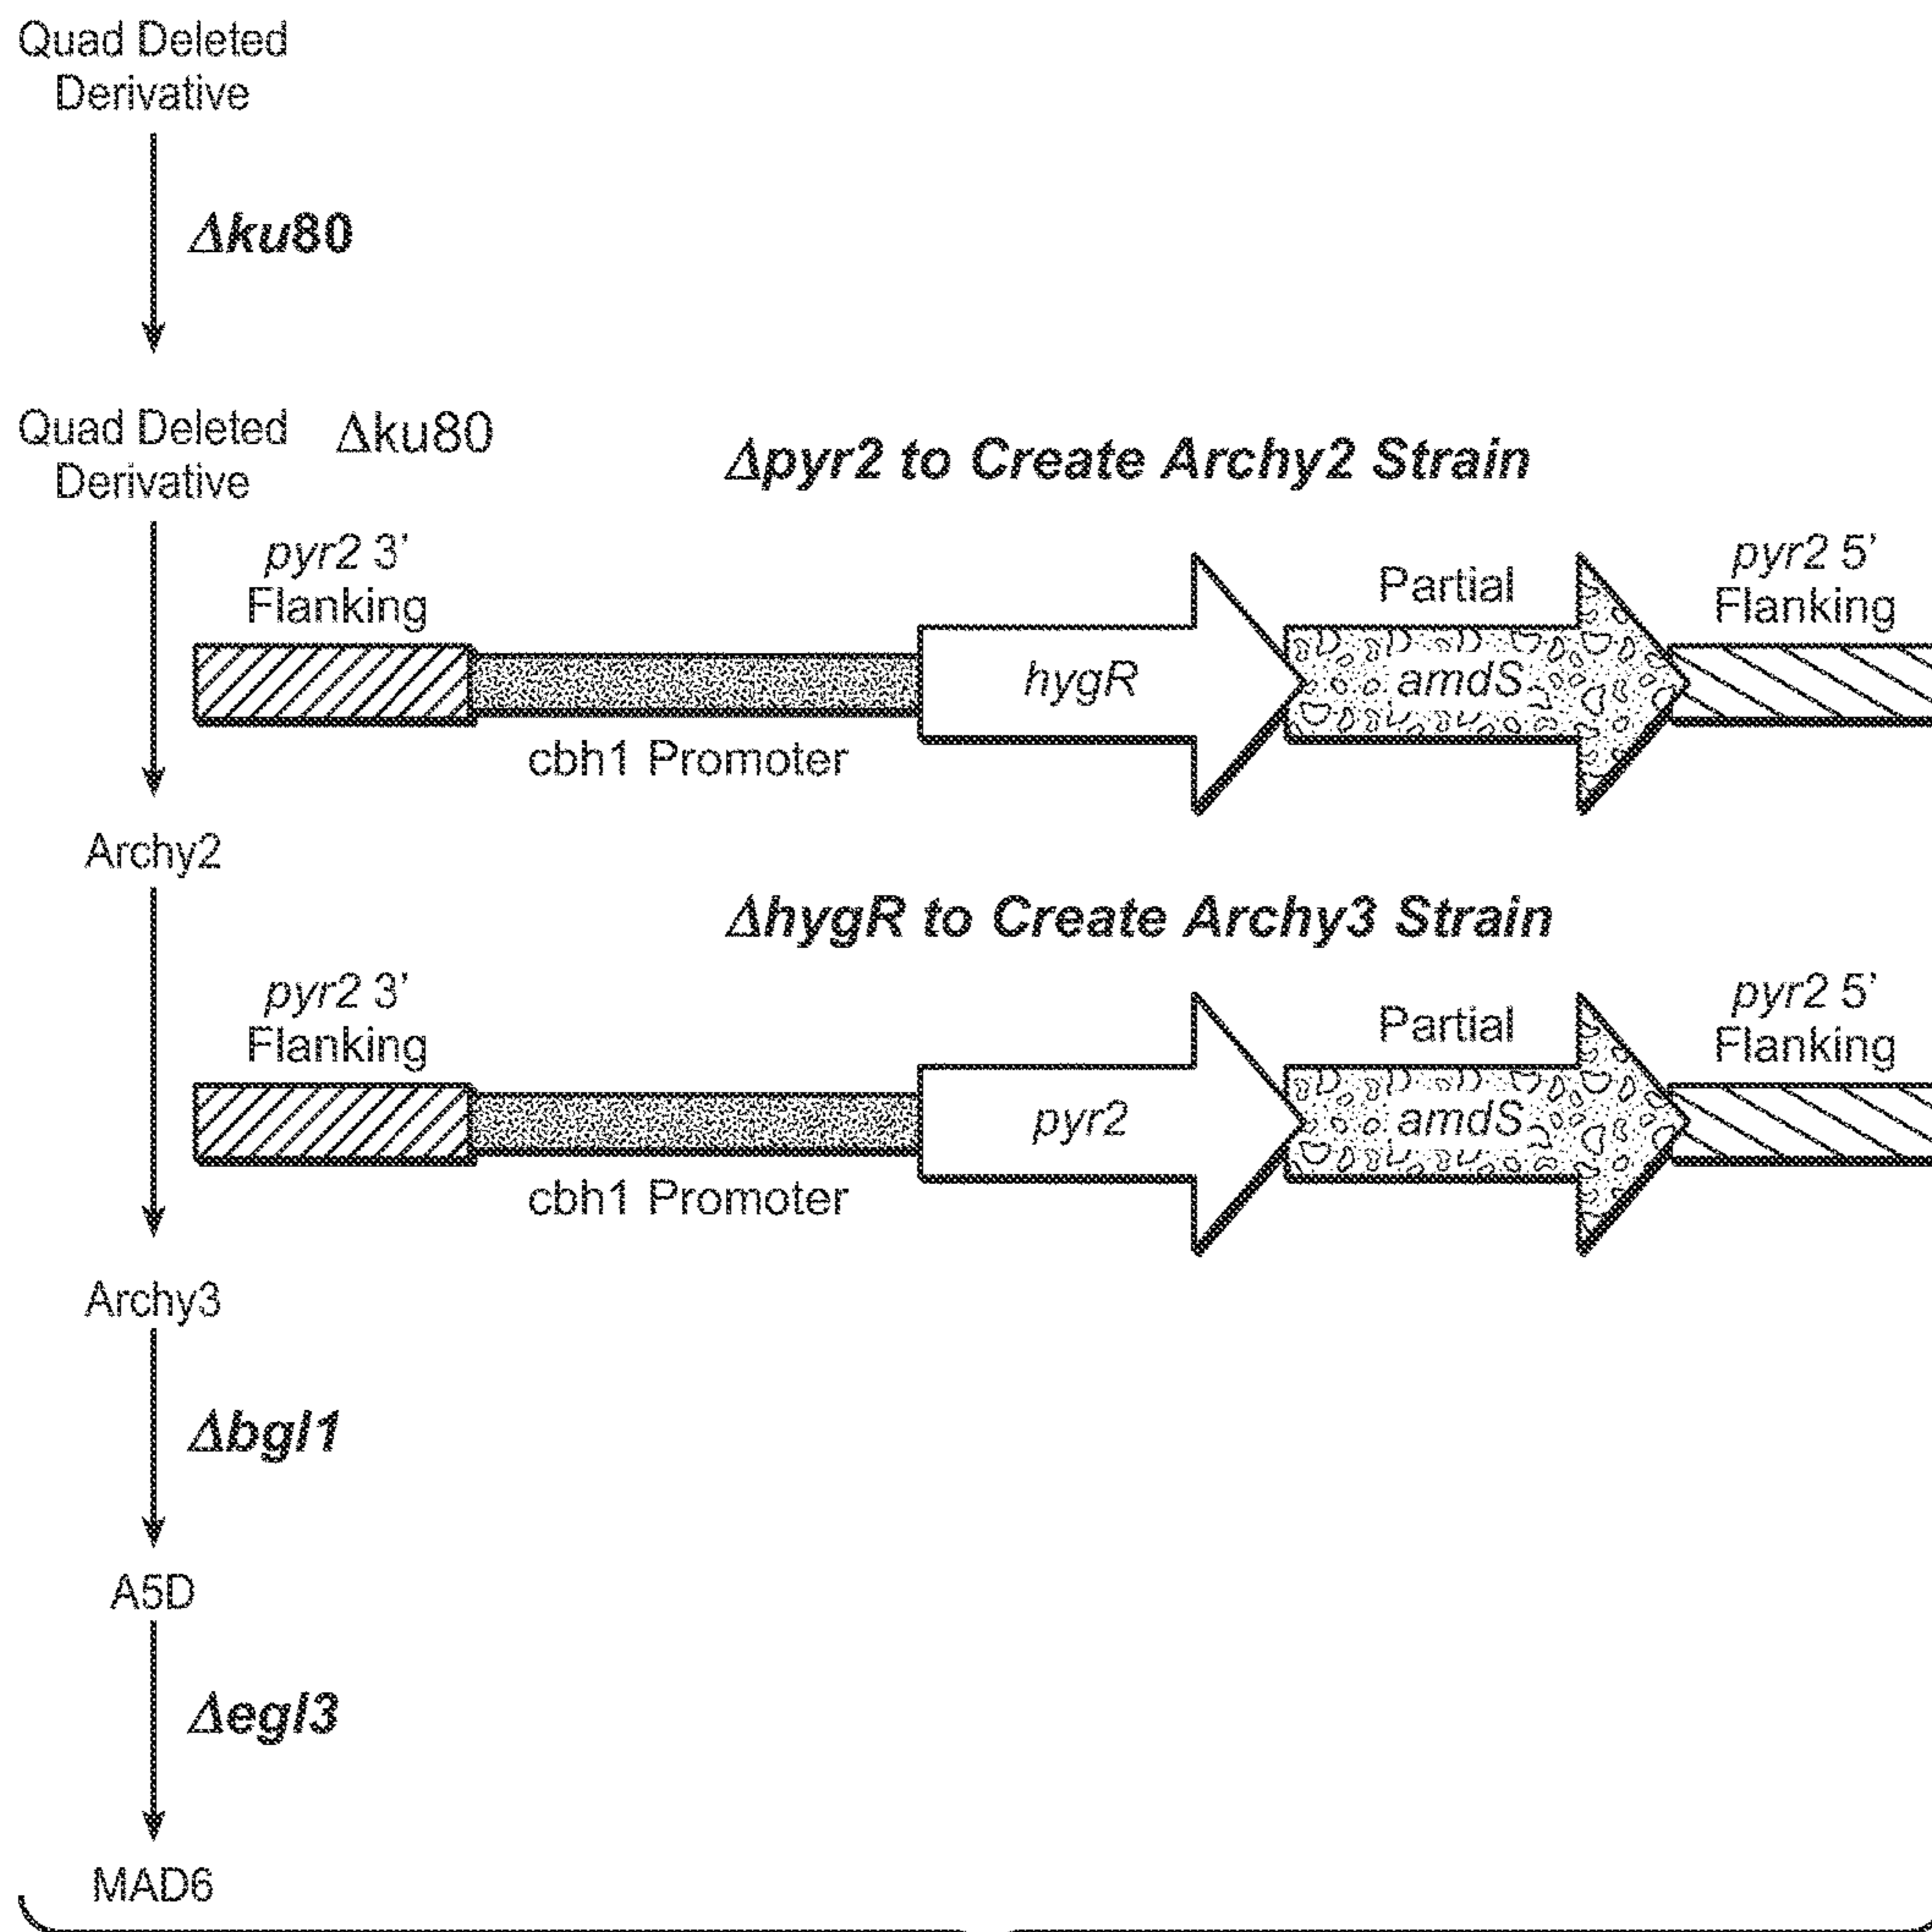 Quad Deleted
Derivative
Δku80
Quad Deleted
Derivative
Δku80
Δpyr2 to Create Archy2 Strain
pyr2 3’
Flanking
Partial
pyr2 5’
Flanking
hygR
amdS
cbh1 Promoter
Archy2
ΔhygR to Create Archy3 Strain
pyr2 3’
Flanking
Partial
pyr2 5’
Flanking
pyr2
amdS
cbh1 Promoter
Archy3
Δbgl1
A5D
Δegl3
MAD6